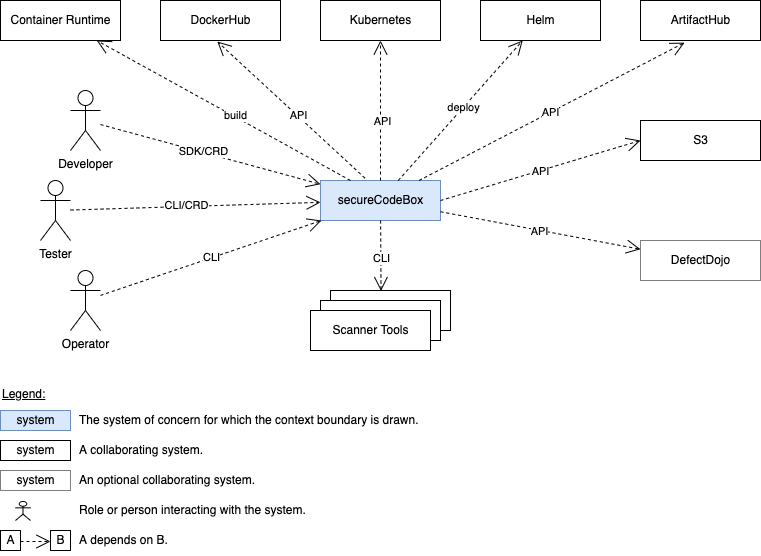 Container Runtime
DockerHub
Kubernetes
Helm
ArtifactHub
build
API
API
deploy
API
Developer
SDK/CRD
S3
API
secureCodeBox
CLI/CRD
Tester
API
CLI
CLI
DefectDojo
Operator
Scanner Tools
Legend:
system The system of concern for which the context boundary is drawn.
system A collaborating system.
system An optional collaborating system.
Role or person interacting with the system.
A B A depends on B.